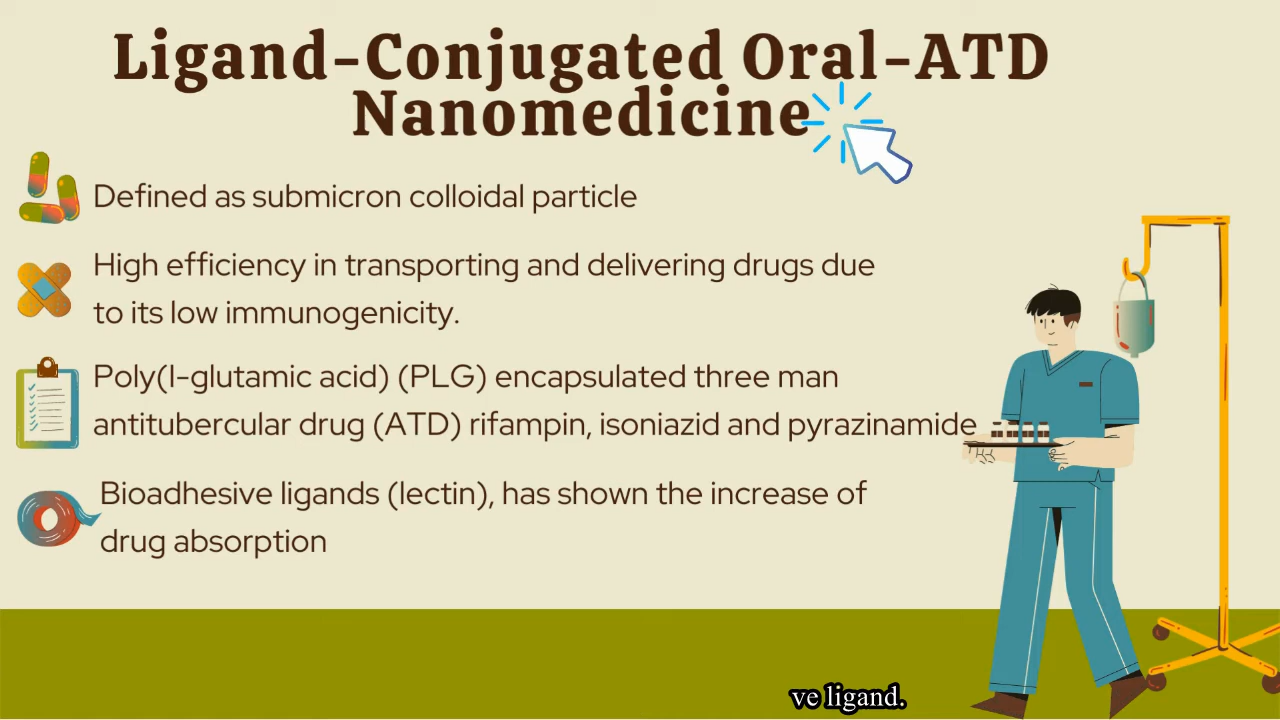 Ligand-Conjugated Oral-ATD
Nanomedicine
Defined as submicron colloidal particle
High efficiency in transporting and delivering drugs due
to its low immunogenicity.
Poly(l-glutamic acid) (PLG) encapsulated three man
antitubercular drug (ATD) rifampin, isoniazid and pyrazinamide
Bioadhesive ligands (lectin), has shown the increase of
drug absorption
ve ligand.